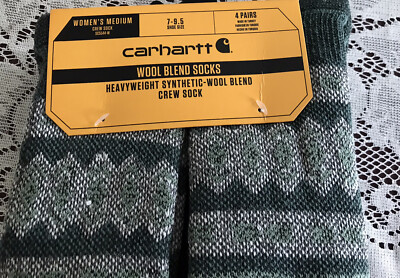 WOMEN'S MEDIUM
CREW SOCK
7-9.5
SHOE SIZE
4 PAIRS
carhartt
WOOL BLEND SOCKS
HEAVYWEIGHT SYNTHETIC-WOOL BLEND
CREW SOCK